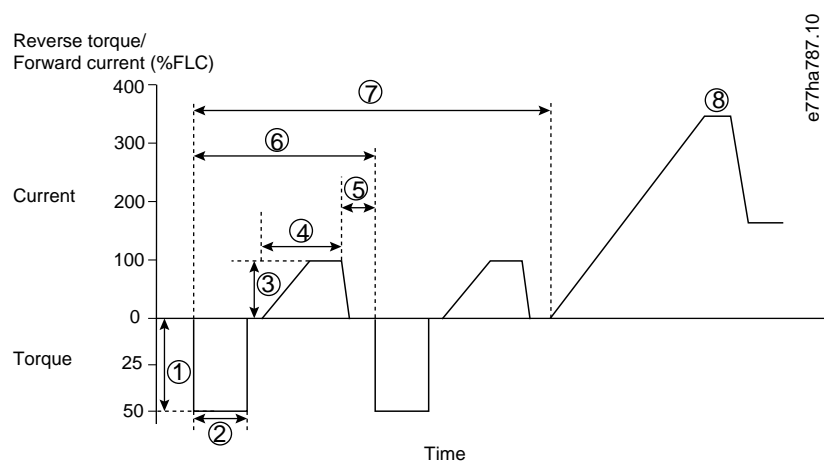 Reverse torque/
Forward current (%FLC)
e77ha787.10
400
⑦
⑧
300
⑥
Current
200
⑤
④
100
③
0
Torque
25
①
50
②
Time